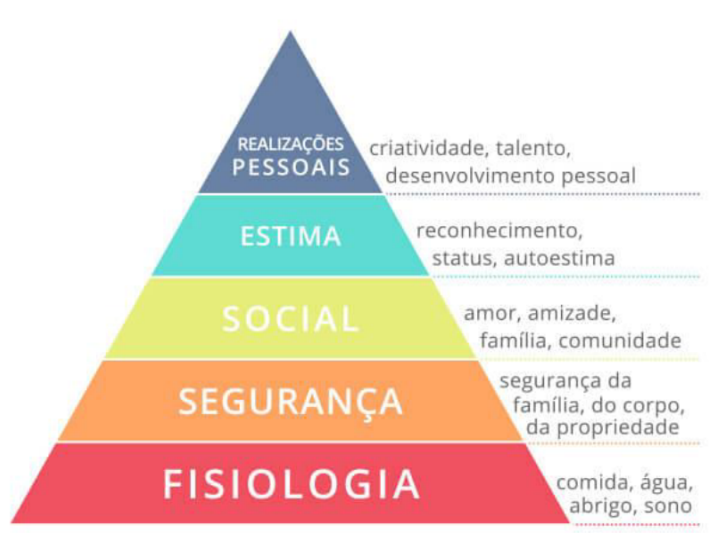 REALIZAÇÕES
PESSOAIS
criatividade, talento,
desenvolvimento pessoal
ESTIMA
reconhecimento,
status, autoestima
SOCIAL
amor, amizade,
família, comunidade
SEGURANÇA
segurança da
família, do corpo,
da propriedade
FISIOLOGIA
comida, água,
abrigo, sono